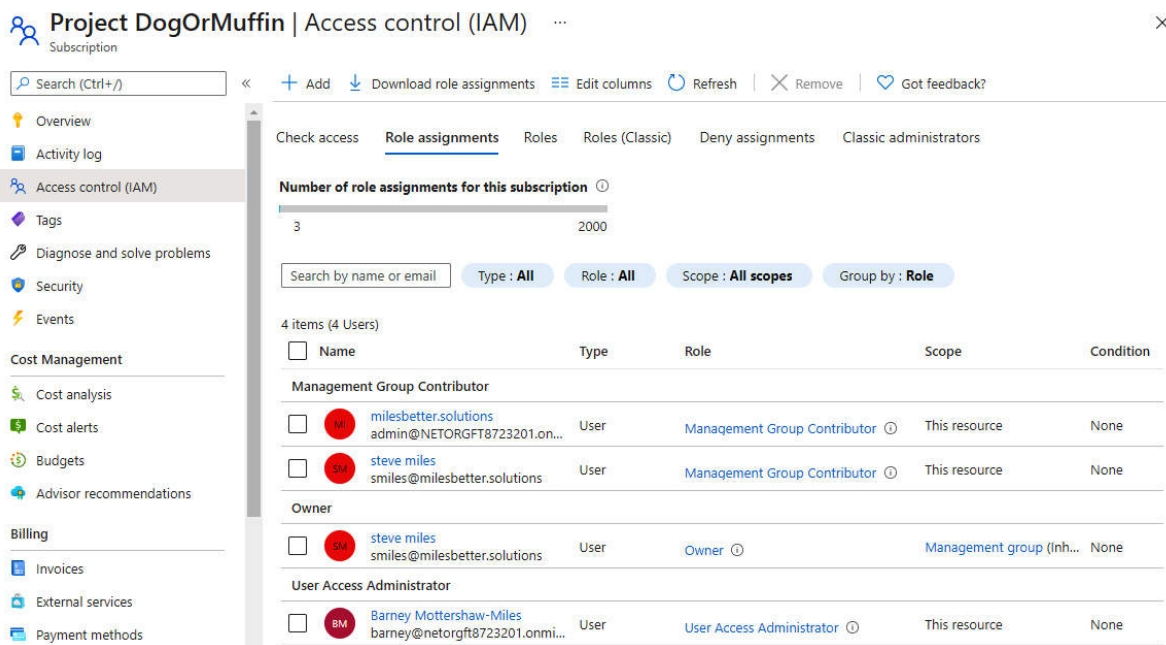 Project DogOrMuffin | Access control (IAM) ...
Subscription
Search (Ctrl+/)
«
Overview
Activity log
Access control (IAM)
Tags
Diagnose and solve problems
Security
Events
Cost Management
Cost analysis
Cost alerts
Budgets
Advisor recommendations
Billing
Invoices
External services
Payment methods
Add Download role assignments Edit columns Refresh Remove Got feedback?
Check access Role assignments Roles Roles (Classic) Deny assignments Classic administrators
Number of role assignments for this subscription
3 2000
Search by name or email Type : All Role : All Scope : All scopes Group by : Role
4 items (4 Users)
Name Type Role Scope Condition
Management Group Contributor
MI milesbetter.solutions User Management Group Contributor This resource None
admin@NETORGFT8723201.on...
SM steve miles User Management Group Contributor This resource None
smiles@milesbetter.solutions
Owner
SM steve miles User Owner Management group (Inh... None
smiles@milesbetter.solutions
User Access Administrator
BM Barney Mottershaw-Miles User User Access Administrator This resource None
barney@netorgft8723201.onmi...